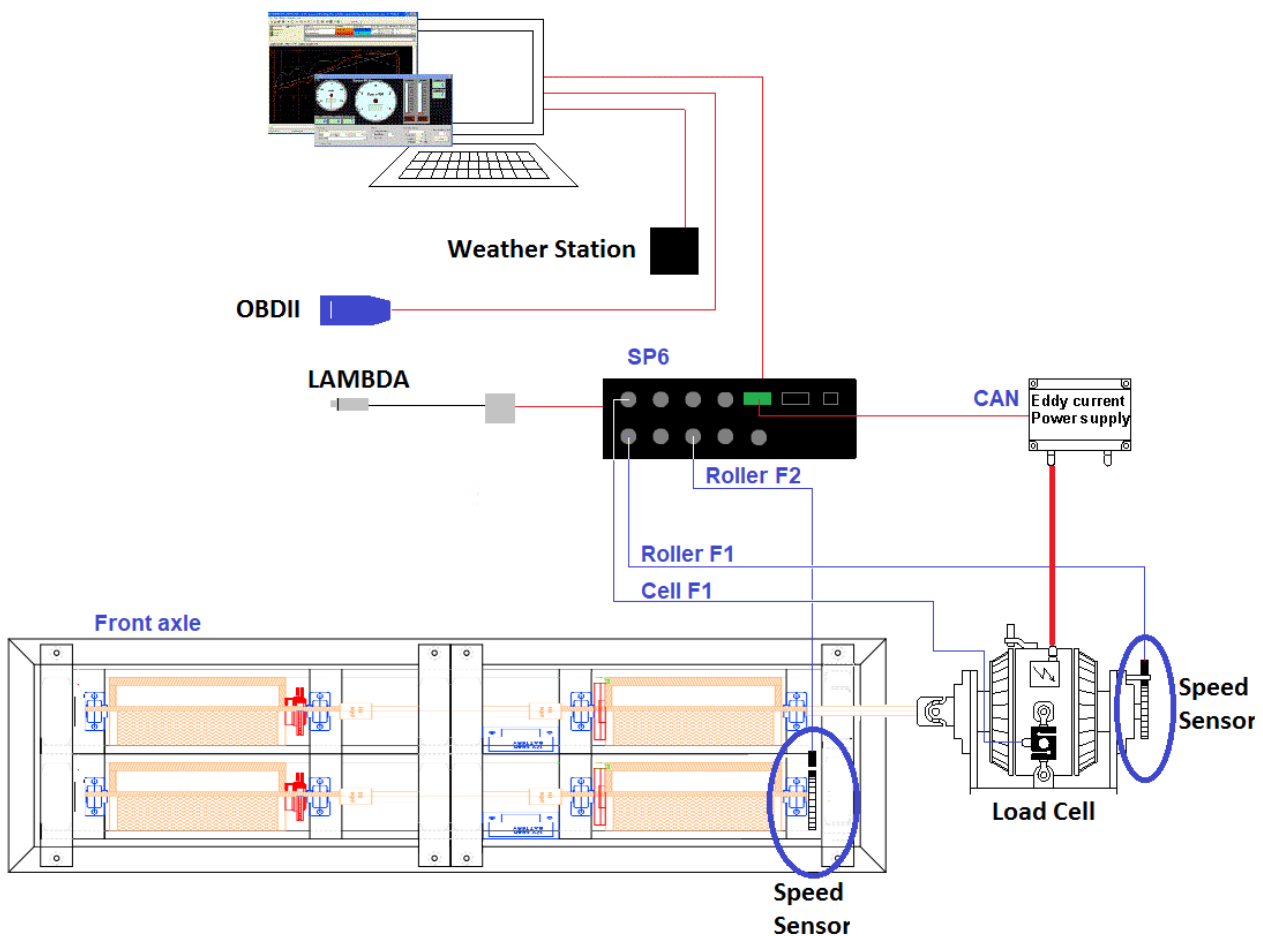 Weather Station
OBDII
SP6
LAMBDA
CAN
Eddy current
Power supply
Roller F2
Roller F1
Cell F1
Front axle
Speed
Sensor
Load Cell
Speed
Sensor